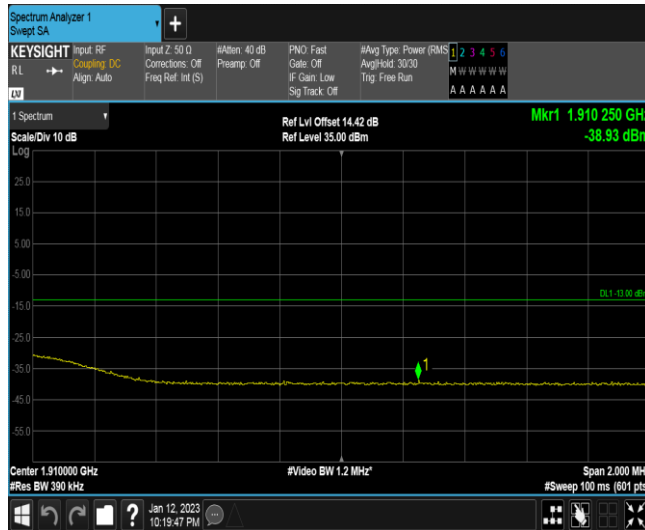 Spectrum Analyzer 1
Swept SA
+
KEYSIGHT
RL
LXI
Input: RF
Coupling: DC
Align: Auto
Input Z: 50 Ω
Corrections: Off
Freq Ref: Int (S)
#Atten: 40 dB
Preamp: Off
PNO: Fast
Gate: Off
IF Gain: Low
Sig Track: Off
#Avg Type: Power (RMS
Avg|Hold: 30/30
Trig: Free Run
1 2 3 4 5 6
M W W W W W
A A A A A A
1 Spectrum
Scale/Div 10 dB
Log
Ref Lvl Offset 14.42 dB
Ref Level 35.00 dBm
Mkr1 1.910 250 GH
-38.93 dBm
25.0
15.0
5.00
-5.00
DL1 -13.00 dB
-15.0
-25.0
1
-35.0
-45.0
-55.0
Center 1.910000 GHz
#Res BW 390 kHz
#Video BW 1.2 MHz*
Span 2.000 MH
#Sweep 100 ms (601 pts
?
Jan 12, 2023
10:19:47 PM